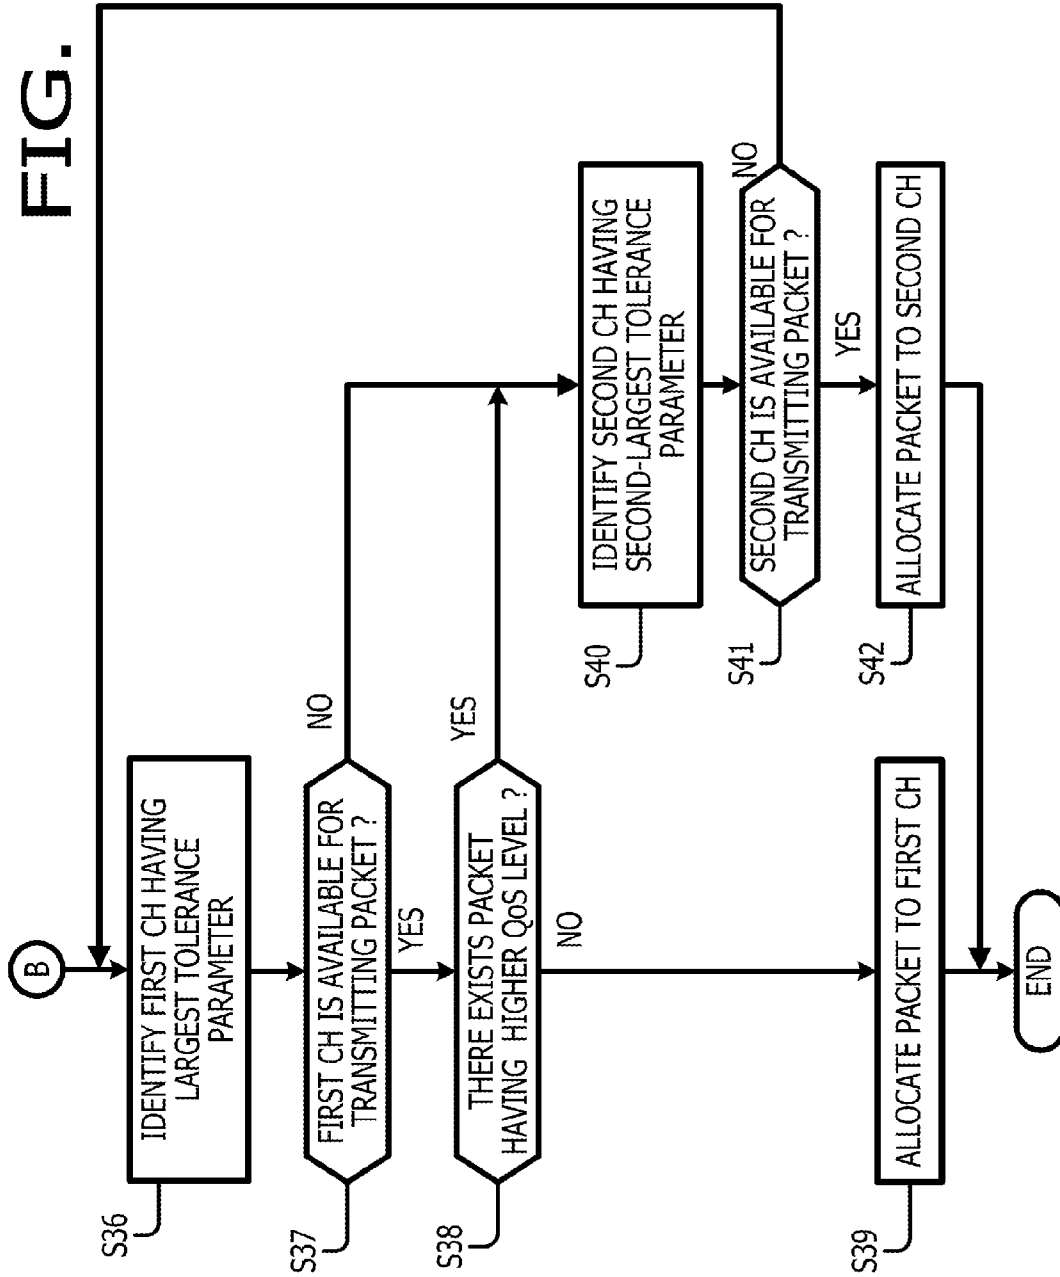 FIG.
B
S36
IDENTIFY FIRST CH HAVING
LARGEST TOLERANCE
PARAMETER
S37
FIRST CH IS AVAILABLE FOR
TRANSMITTING PACKET ?
NO
YES
S38
THERE EXISTS PACKET
HAVING HIGHER QoS LEVEL ?
YES
NO
S40
IDENTIFY SECOND CH HAVING
SECOND-LARGEST TOLERANCE
PARAMETER
S41
SECOND CH IS AVAILABLE FOR
TRANSMITTING PACKET ?
NO
YES
S39
ALLOCATE PACKET TO FIRST CH
S42
ALLOCATE PACKET TO SECOND CH
END